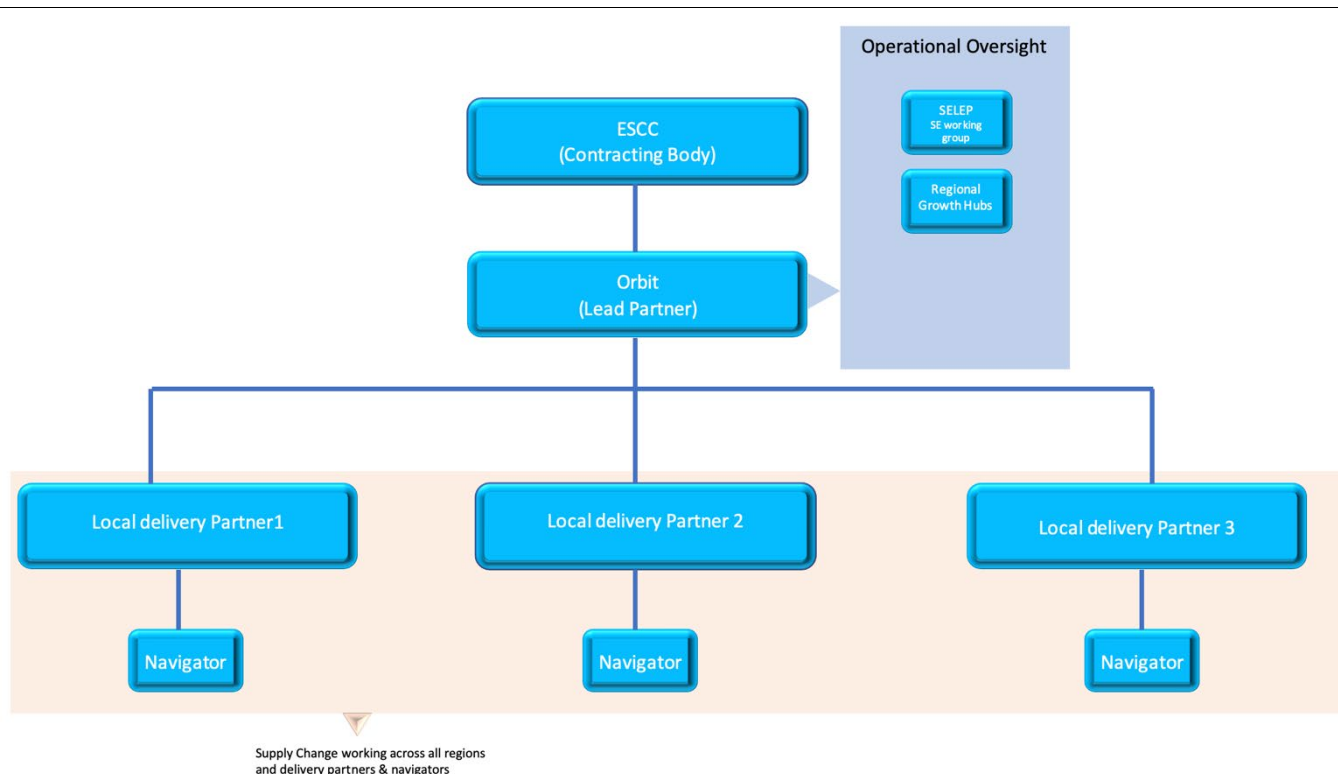 Operational Oversight
SELEP
SE working
group
Regional
Growth Hubs
ESCC
(Contracting Body)
Orbit
(Lead Partner)
Local delivery Partner1
Local delivery Partner 2
Local delivery Partner 3
Navigator
Navigator
Navigator
Supply Change working across all regions
and delivery partners & navigators